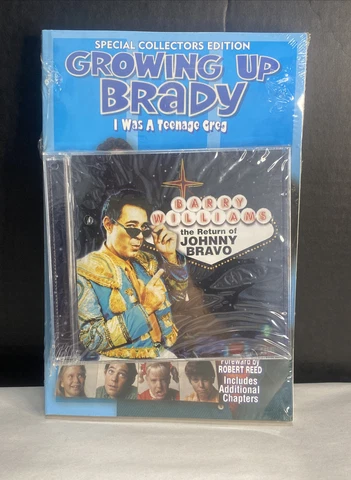 SPECIAL COLLECTORS EDITION
GROWING UP
BRADY
I Was A Teenage Greg
BARRY
WILLIAMS
the Return of
JOHNNY
BRAVO
Foreword by
ROBERT REED
Includes
Additional
Chapters